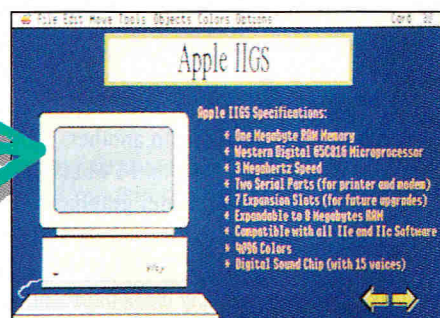 File Edit Move Tools Objects Colors Options Card
Apple IIGS
Apple IIGS Specifications:
* One Megabyte RAM Memory
* Western Digital 65C816 Microprocessor
* 3 Megahertz Speed
* Two Serial Ports (for printer and modem)
* 7 Expansion Slots (for future upgrades)
* Expandable to 8 Megabytes RAM
* Compatible with all IIe and IIc Software
* 4096 Colors
* Digital Sound Chip (with 15 voices)